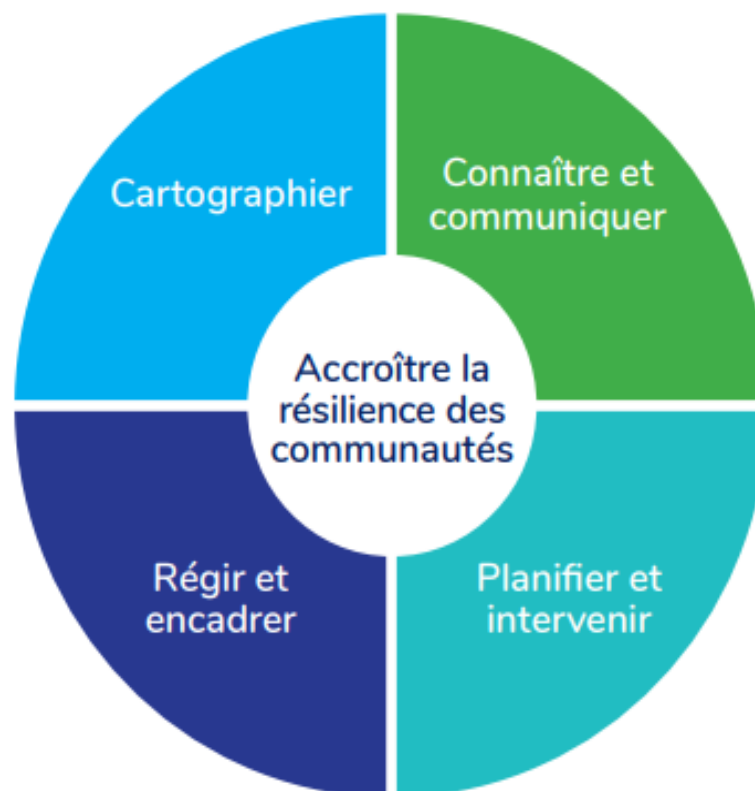 Cartographier
Connaître et
communiquer
Accroître la
résilience des
communautés
Régir et
encadrer
Planifier et
intervenir